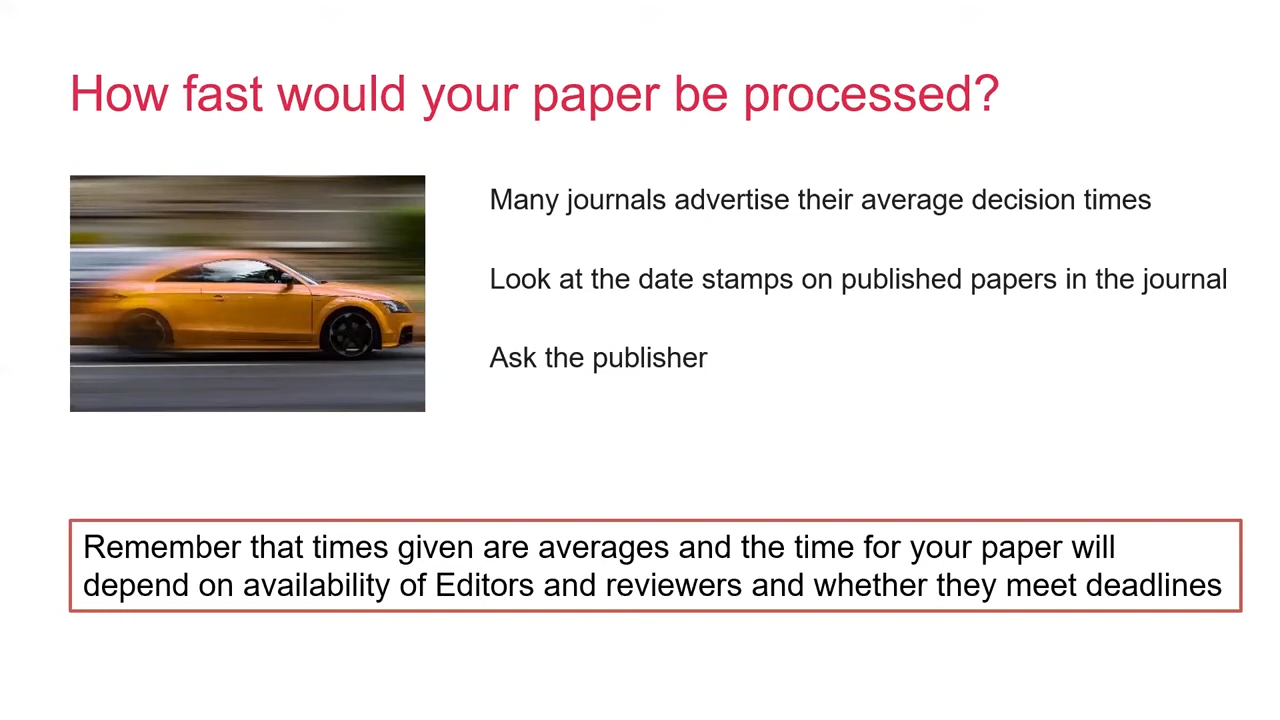 How fast would your paper be processed?
Many journals advertise their average decision times
Look at the date stamps on published papers in the journal
Ask the publisher
Remember that times given are averages and the time for your paper will
depend on availability of Editors and reviewers and whether they meet deadlines